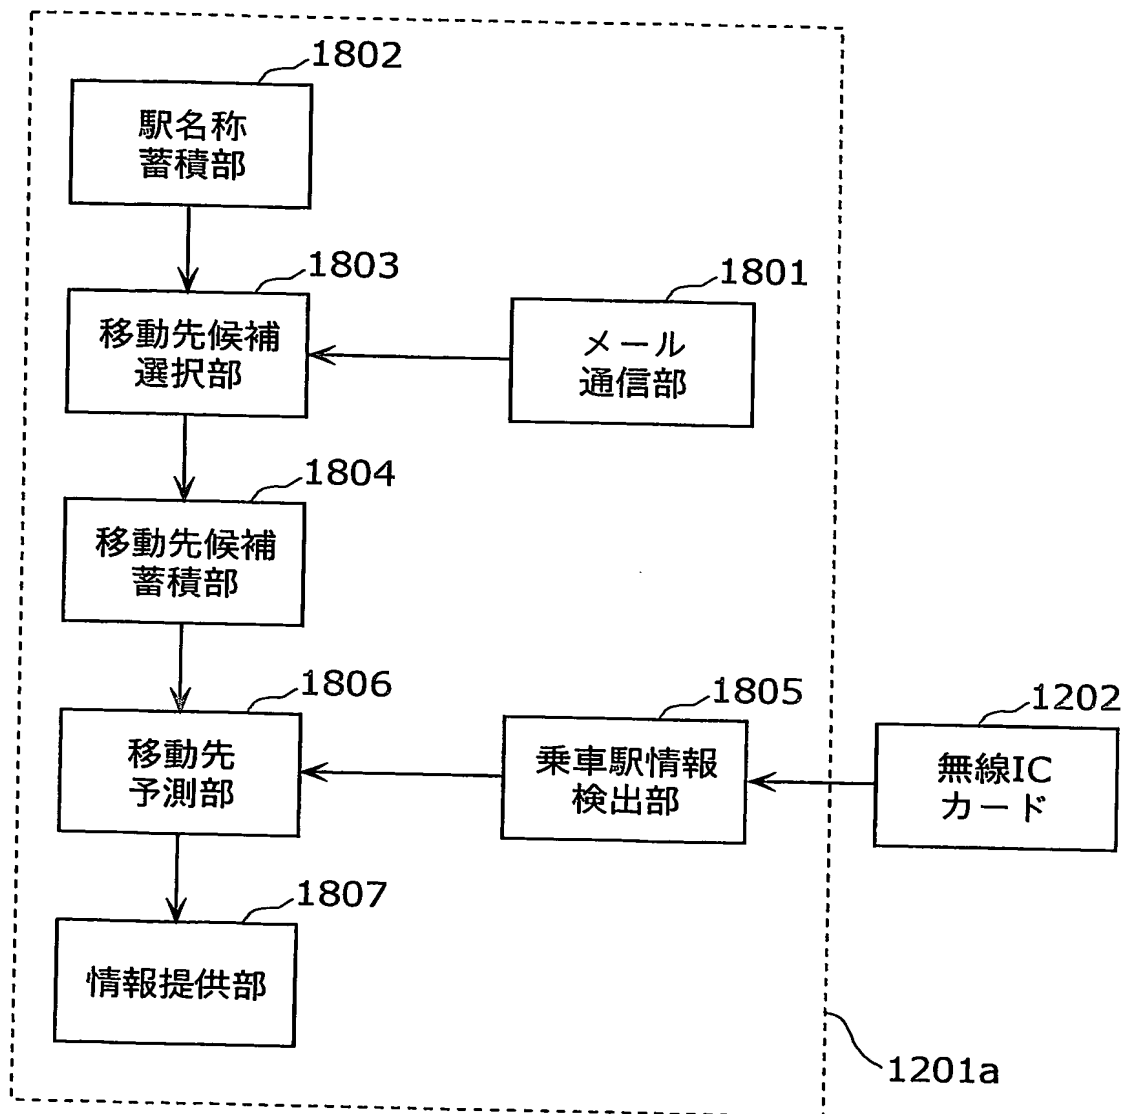 1802
駅名称
蓄積部
1803
移動先候補
選択部
1801
メール
通信部
1804
移動先候補
蓄積部
1806
移動先
予測部
1805
乗車駅情報
検出部
1202
無線IC
カード
1807
情報提供部
1201a